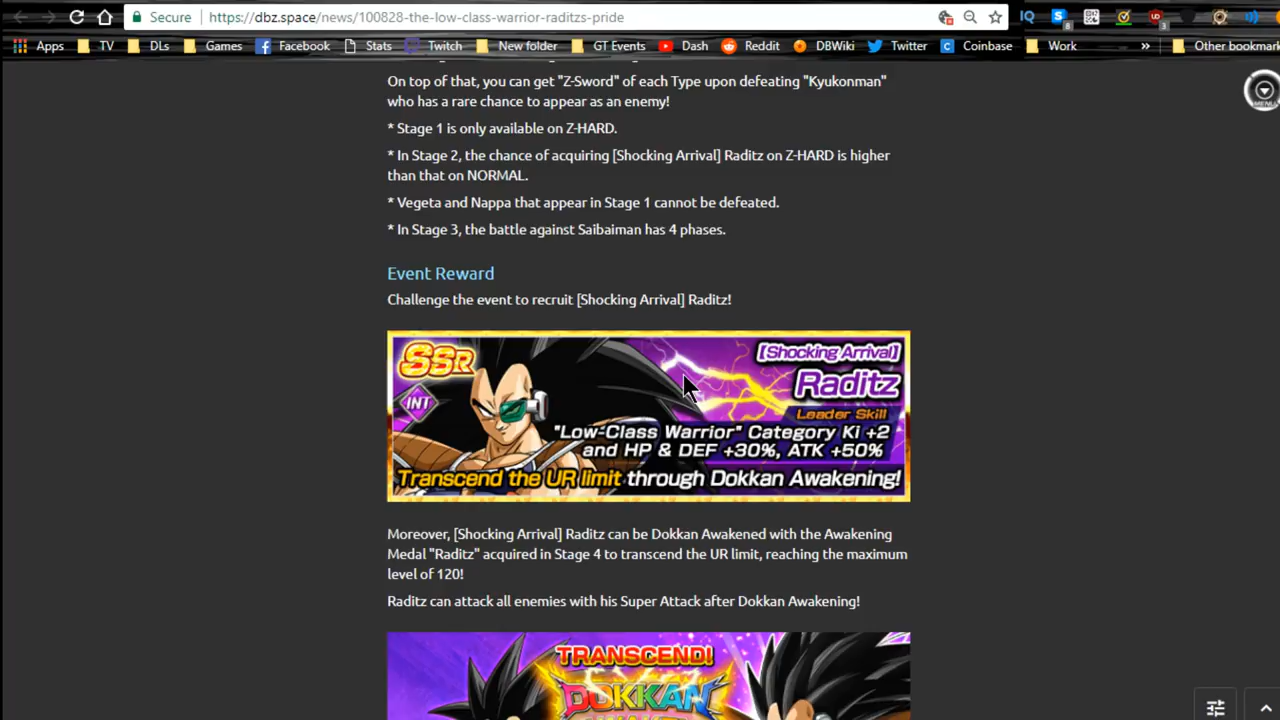 Secure https://dbz.space/news/100828-the-low-class-warrior-raditzs-pride
IQ 8 3
Apps TV DLs Games Facebook Stats Twitch New folder GT Events Dash Reddit DBWiki Twitter Coinbase Work » Other bookmar
MENU
On top of that, you can get "Z-Sword" of each Type upon defeating "Kyukonman"
who has a rare chance to appear as an enemy!
* Stage 1 is only available on Z-HARD.
* In Stage 2, the chance of acquiring [Shocking Arrival] Raditz on Z-HARD is higher
than that on NORMAL.
* Vegeta and Nappa that appear in Stage 1 cannot be defeated.
* In Stage 3, the battle against Saibaiman has 4 phases.
Event Reward
Challenge the event to recruit [Shocking Arrival] Raditz!
SSR
[Shocking Arrival]
Raditz
INT
Leader Skill
"Low-Class Warrior" Category Ki +2
and HP & DEF +30%, ATK +50%
Transcend the UR limit through Dokkan Awakening!
Moreover, [Shocking Arrival] Raditz can be Dokkan Awakened with the Awakening
Medal "Raditz" acquired in Stage 4 to transcend the UR limit, reaching the maximum
level of 120!
Raditz can attack all enemies with his Super Attack after Dokkan Awakening!
TRANSCEND!
DOKKAN